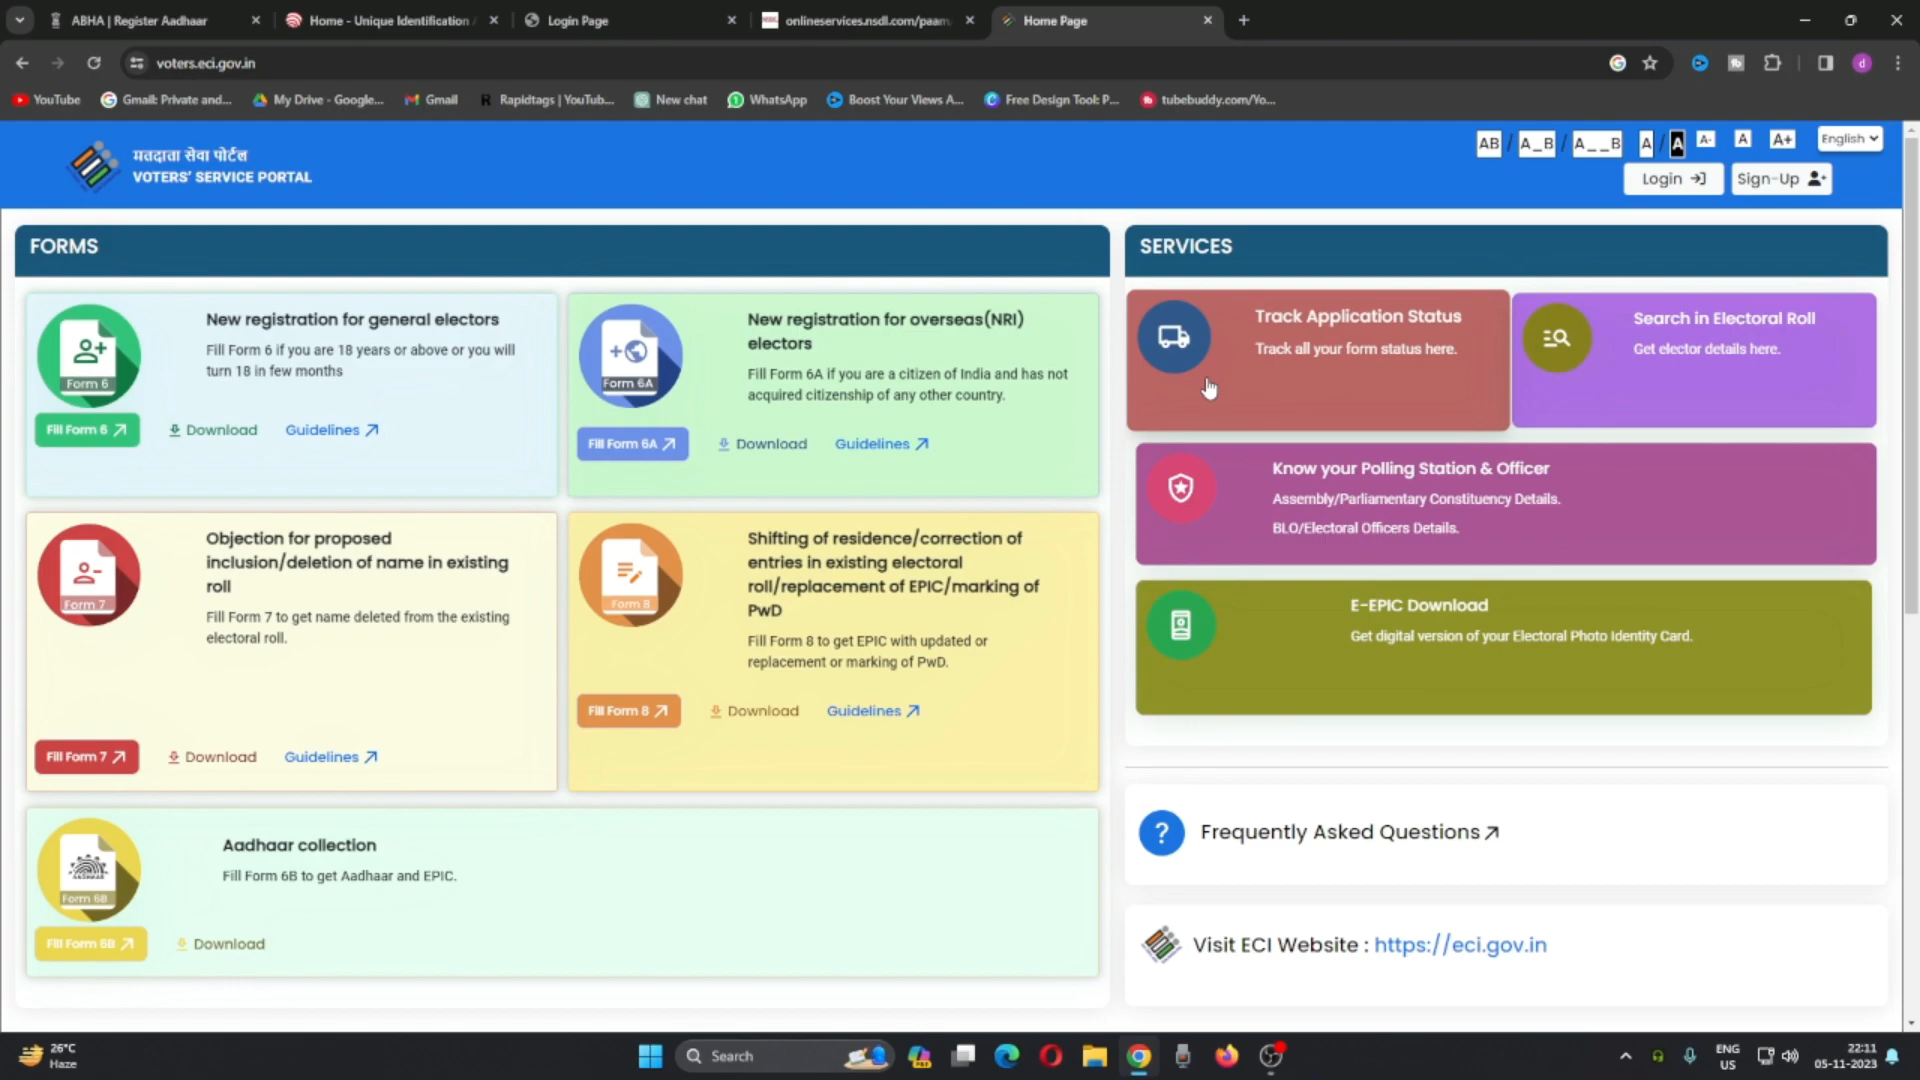 ABHA | Register Aadhaar
Home - Unique Identification
Login Page
onlineservices.nsdl.com/paam
Home Page
voters.eci.gov.in
d
YouTube
Gmail: Private and...
My Drive - Google...
Gmail
Rapidtags | YouTub...
New chat
WhatsApp
Boost Your Views A...
Free Design Tool: P...
tubebuddy.com/Yo...
मतदाता सेवा पोर्टल
VOTERS' SERVICE PORTAL
AB / A_B / A__B A / A A- A A+ English
Login
Sign-Up
FORMS
Form 6
New registration for general electors
Fill Form 6 if you are 18 years or above or you will
turn 18 in few months
Fill Form 6
Download
Guidelines
Form 6A
New registration for overseas(NRI)
electors
Fill Form 6A if you are a citizen of India and has not
acquired citizenship of any other country.
Fill Form 6A
Download
Guidelines
Form 7
Objection for proposed
inclusion/deletion of name in existing
roll
Fill Form 7 to get name deleted from the existing
electoral roll.
Fill Form 7
Download
Guidelines
Form 8
Shifting of residence/correction of
entries in existing electoral
roll/replacement of EPIC/marking of
PwD
Fill Form 8 to get EPIC with updated or
replacement or marking of PwD.
Fill Form 8
Download
Guidelines
AADHAAR
Form 6B
Aadhaar collection
Fill Form 6B to get Aadhaar and EPIC.
Fill Form 6B
Download
SERVICES
Track Application Status
Track all your form status here.
Search in Electoral Roll
Get elector details here.
Know your Polling Station & Officer
Assembly/Parliamentary Constituency Details.
BLO/Electoral Officers Details.
E-EPIC Download
Get digital version of your Electoral Photo Identity Card.
?
Frequently Asked Questions
Visit ECI Website : https://eci.gov.in
26°C
Haze
Search
ENG
US
22:11
05-11-2023